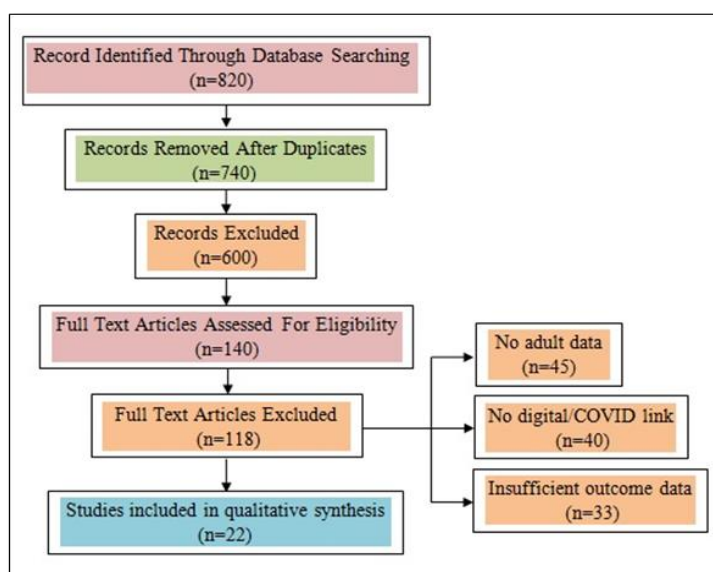 Record Identified Through Database Searching
(n=820)
Records Removed After Duplicates
(n=740)
Records Excluded
(n=600)
Full Text Articles Assessed For Eligibility
(n=140)
Full Text Articles Excluded
(n=118)
No adult data
(n=45)
No digital/COVID link
(n=40)
Insufficient outcome data
(n=33)
Studies included in qualitative synthesis
(n=22)